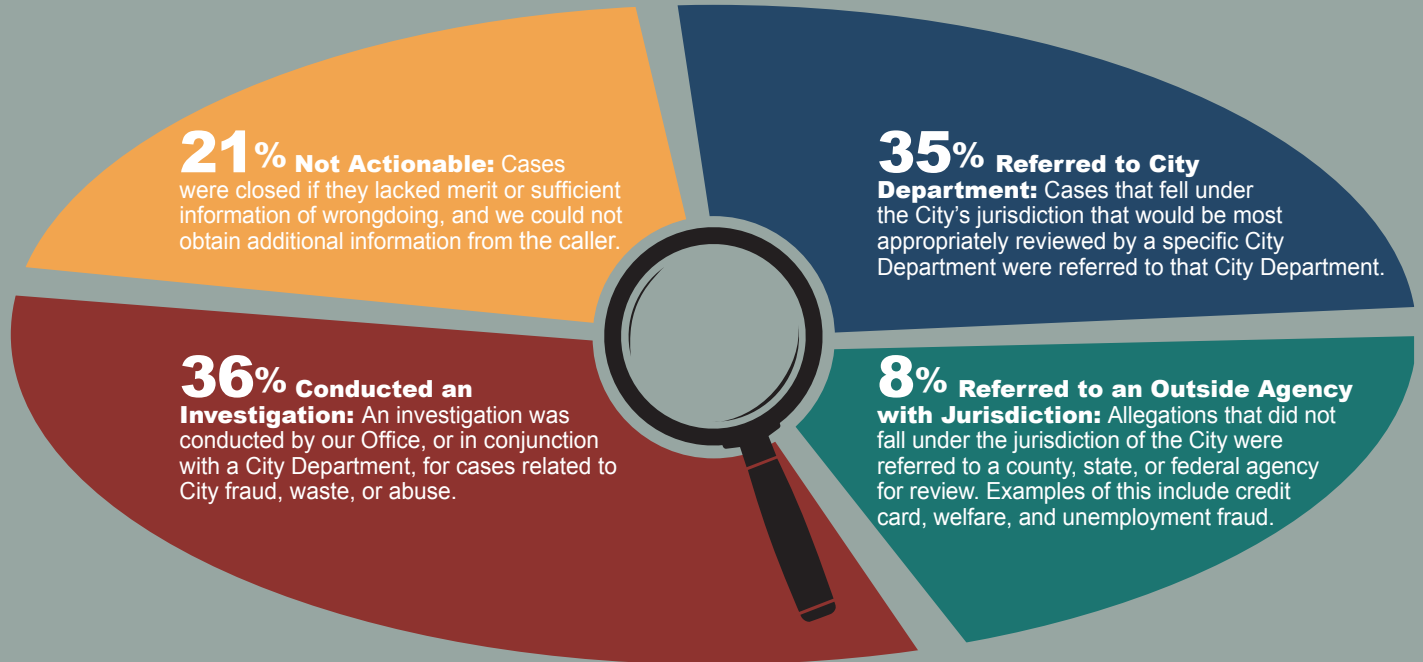 21% Not Actionable: Cases
were closed if they lacked merit or sufficient
information of wrongdoing, and we could not
obtain additional information from the caller.
35% Referred to City
Department: Cases that fell under
the City's jurisdiction that would be most
appropriately reviewed by a specific City
Department were referred to that City Department.
36% Conducted an
Investigation: An investigation was
conducted by our Office, or in conjunction
with a City Department, for cases related to
City fraud, waste, or abuse.
8% Referred to an Outside Agency
with Jurisdiction: Allegations that did not
fall under the jurisdiction of the City were
referred to a county, state, or federal agency
for review. Examples of this include credit
card, welfare, and unemployment fraud.